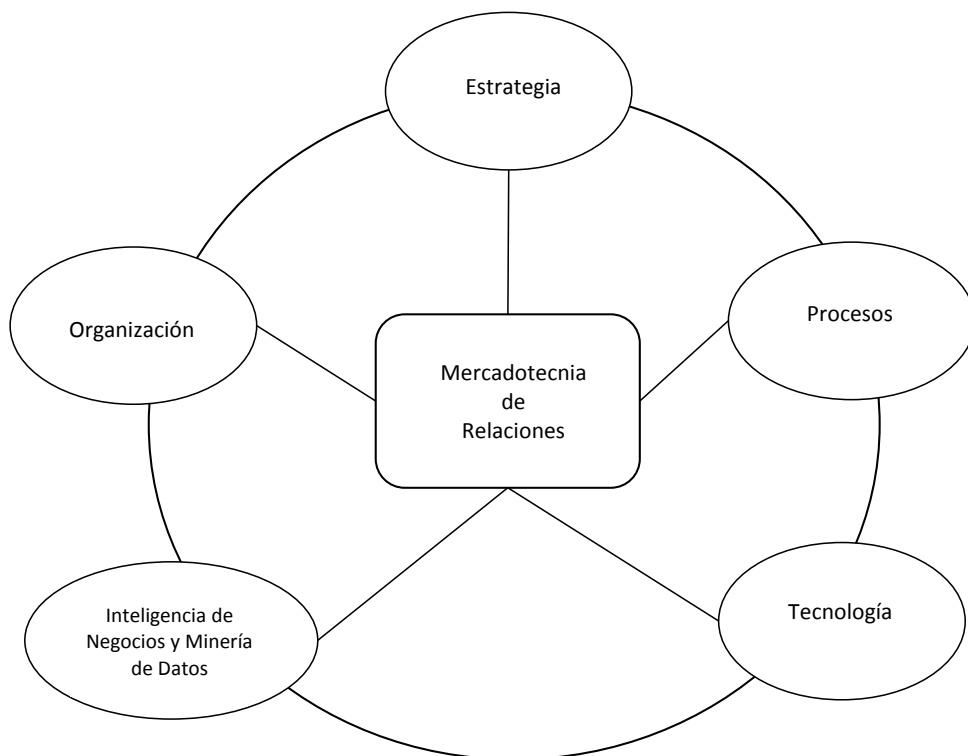 Estrategia
Organización
Procesos
Mercadotecnia
de
Relaciones
Inteligencia de
Negocios y Minería
de Datos
Tecnología